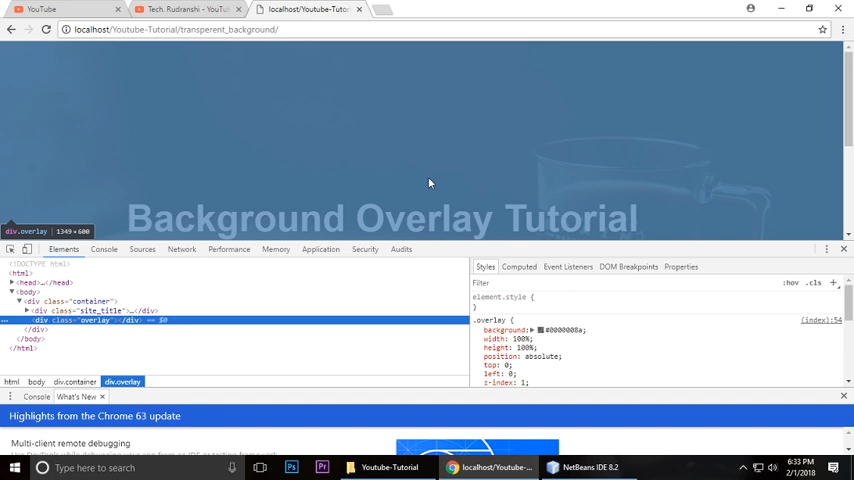 YouTube
Tech. Rudranshi - YouTu
localhost/Youtube-Tutor
localhost/Youtube-Tutorial/transperent_background/
Background Overlay Tutorial
div.overlay | 1349 × 600
Elements Console Sources Network Performance Memory Application Security Audits
<!DOCTYPE html>
<html>
<head>…</head>
<body>
<div class="container">
<div class="site_title">…</div>
<div class="overlay"></div> == $0
</div>
</body>
</html>
html body div.container div.overlay
Styles Computed Event Listeners DOM Breakpoints Properties
Filter :hov .cls +
element.style {
}
.overlay { (index):54
background: #0000008a;
width: 100%;
height: 100%;
position: absolute;
top: 0;
left: 0;
z-index: 1;
Console What's New
Highlights from the Chrome 63 update
Multi-client remote debugging
Type here to search
Ps
Pr
Youtube-Tutorial
localhost/Youtube-...
NetBeans IDE 8.2
6:33 PM
2/1/2018